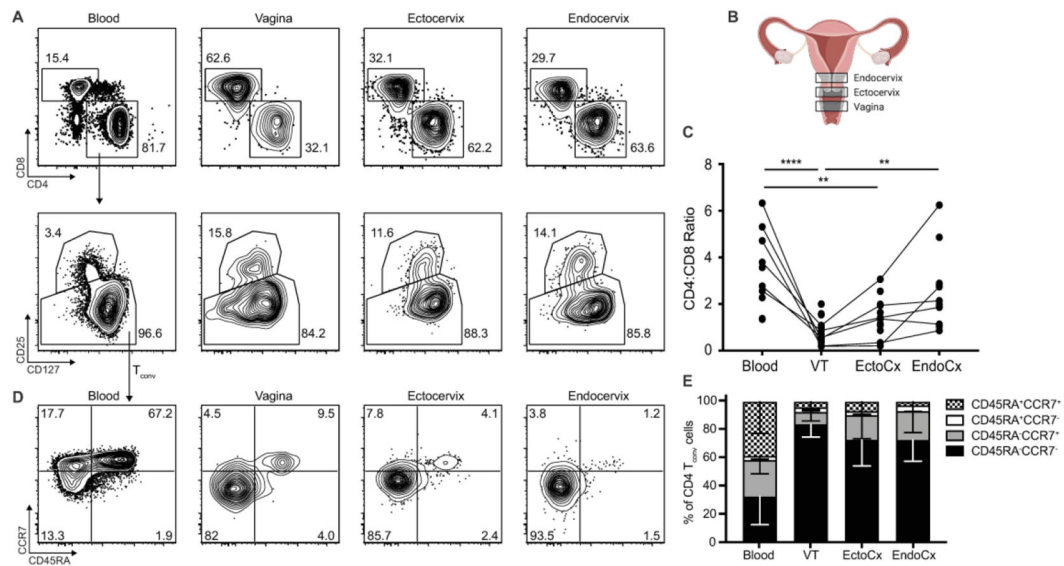 A
Blood
Vagina
Ectocervix
Endocervix
15.4
81.7
62.6
32.1
32.1
62.2
29.7
63.6
CD8
CD4
3.4
96.6
15.8
84.2
11.6
88.3
14.1
85.8
CD25
CD127
Tconv
B
Endocervix
Ectocervix
Vagina
C
CD4:CD8 Ratio
8
6
4
2
0
****
**
**
Blood
VT
EctoCx
EndoCx
D
Blood
Vagina
Ectocervix
Endocervix
17.7
67.2
13.3
1.9
4.5
9.5
82
4.0
7.8
4.1
85.7
2.4
3.8
1.2
93.5
1.5
CCR7
CD45RA
E
% of CD4 Tconv cells
100
80
60
40
20
0
Blood
VT
EctoCx
EndoCx
CD45RA+CCR7+
CD45RA+CCR7-
CD45RA-CCR7+
CD45RA-CCR7-